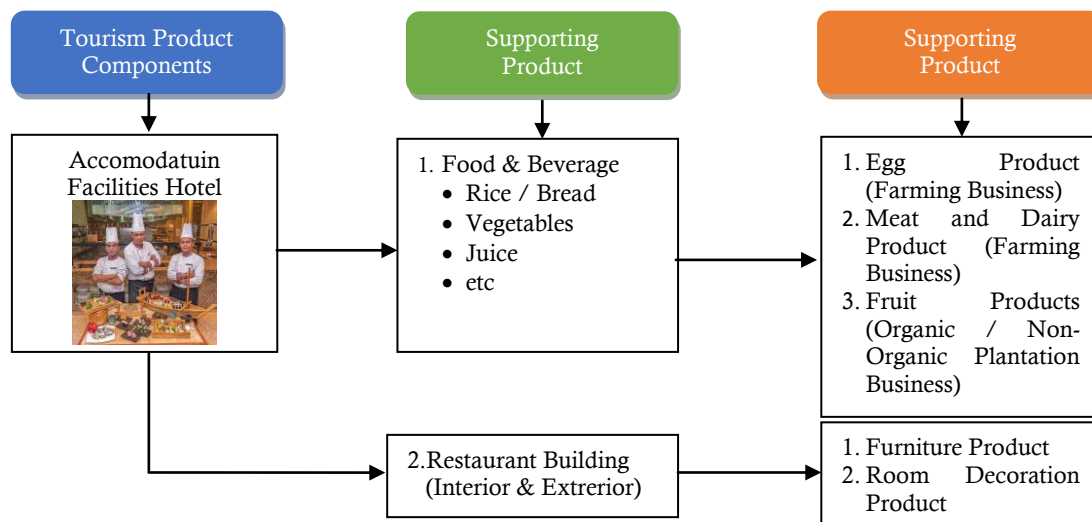 Tourism Product
Components
Supporting
Product
Supporting
Product
Accomodatuin
Facilities Hotel
1. Food & Beverage
• Rice / Bread
• Vegetables
• Juice
• etc
1. Egg Product
(Farming Business)
2. Meat and Dairy
Product (Farming
Business)
3. Fruit Products
(Organic / Non-
Organic Plantation
Business)
2.Restaurant Building
(Interior & Extrerior)
1. Furniture Product
2. Room Decoration
Product